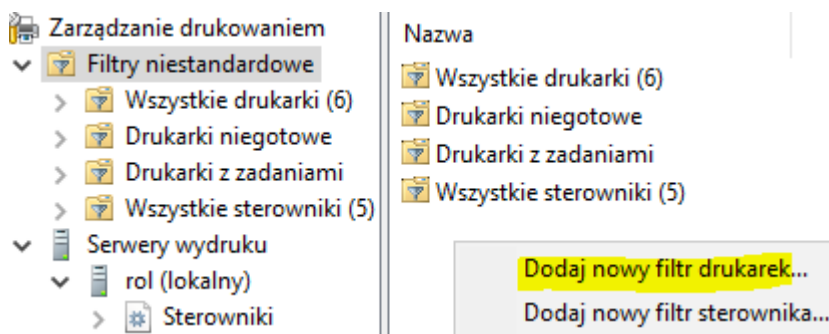 Zarządzanie drukowaniem
Filtry niestandardowe
Wszystkie drukarki (6)
Drukarki niegotowe
Drukarki z zadaniami
Wszystkie sterowniki (5)
Serwery wydruku
rol (lokalny)
Sterowniki
Nazwa
Wszystkie drukarki (6)
Drukarki niegotowe
Drukarki z zadaniami
Wszystkie sterowniki (5)
Dodaj nowy filtr drukarek...
Dodaj nowy filtr sterownika...